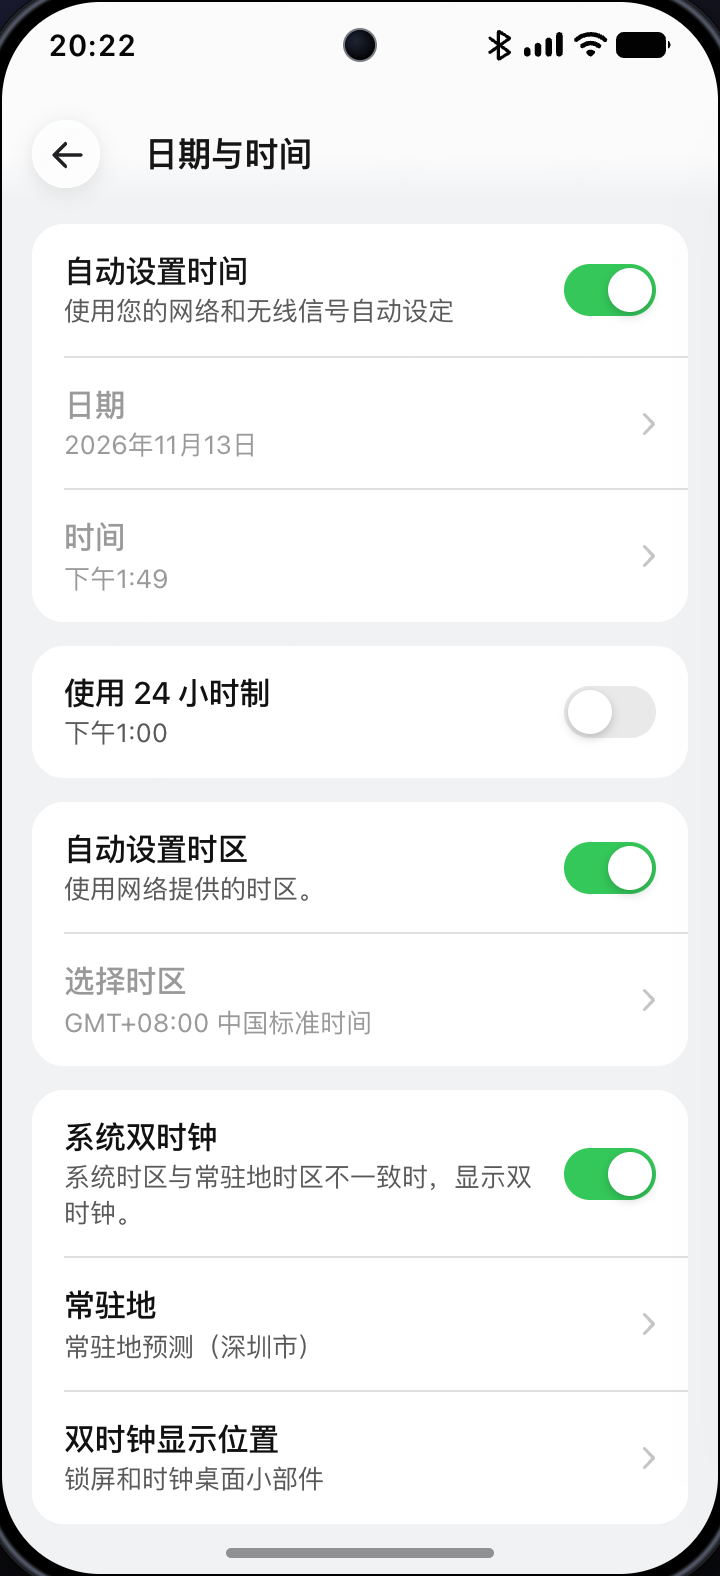 20:22
日期与时间
自动设置时间
使用您的网络和无线信号自动设定
日期
2026年11月13日
时间
下午1:49
使用 24 小时制
下午1:00
自动设置时区
使用网络提供的时区。
选择时区
GMT+08:00 中国标准时间
系统双时钟
系统时区与常驻地时区不一致时，显示双
时钟。
常驻地
常驻地预测（深圳市）
双时钟显示位置
锁屏和时钟桌面小部件